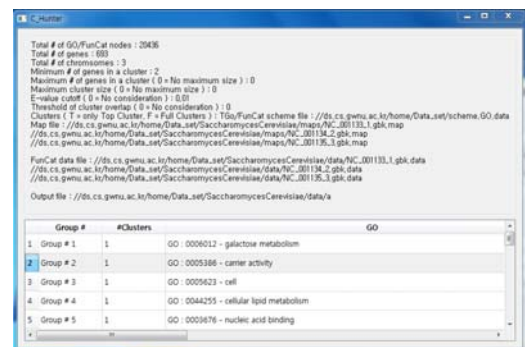 C_Hunter
Total # of GO/FunCat nodes : 20436
Total # of genes : 693
Total # of chromsomes : 3
Minimum # of genes in a cluster : 2
Maximum # of genes in a cluster ( 0 = No maximum size ) : 0
Maximum cluster size ( 0 = No consideration ) : 0
E-value cutoff ( 0 = No consideration ) : 0.01
Threshold of cluster overlap ( 0 = No consideration ) : 0
Clusters ( T = only Top Cluster, F = Full Clusters ) : TGo/FunCat scheme file : //ds.cs.gwnu.ac.kr/home/Data_set/scheme.GO.data
Map file : //ds.cs.gwnu.ac.kr/home/Data_set/SaccharomycesCerevisiae/maps/NC_001133_1.gbk.map
//ds.cs.gwnu.ac.kr/home/Data_set/SaccharomycesCerevisiae/maps/NC_001134_2.gbk.map
//ds.cs.gwnu.ac.kr/home/Data_set/SaccharomycesCerevisiae/maps/NC_001135_3.gbk.map
FunCat data file : //ds.cs.gwnu.ac.kr/home/Data_set/SaccharomycesCerevisiae/data/NC_001133_1.gbk.data
//ds.cs.gwnu.ac.kr/home/Data_set/SaccharomycesCerevisiae/data/NC_001134_2.gbk.data
//ds.cs.gwnu.ac.kr/home/Data_set/SaccharomycesCerevisiae/data/NC_001135_3.gbk.data
Output file : //ds.cs.gwnu.ac.kr/home/Data_set/SaccharomycesCerevisiae/data/a
Group # #Clusters GO
1 Group # 1 1 GO : 0006012 - galactose metabolism
2 Group # 2 1 GO : 0005386 - carrier activity
3 Group # 3 1 GO : 0005623 - cell
4 Group # 4 1 GO : 0044255 - cellular lipid metabolism
5 Group # 5 1 GO : 0003676 - nucleic acid binding